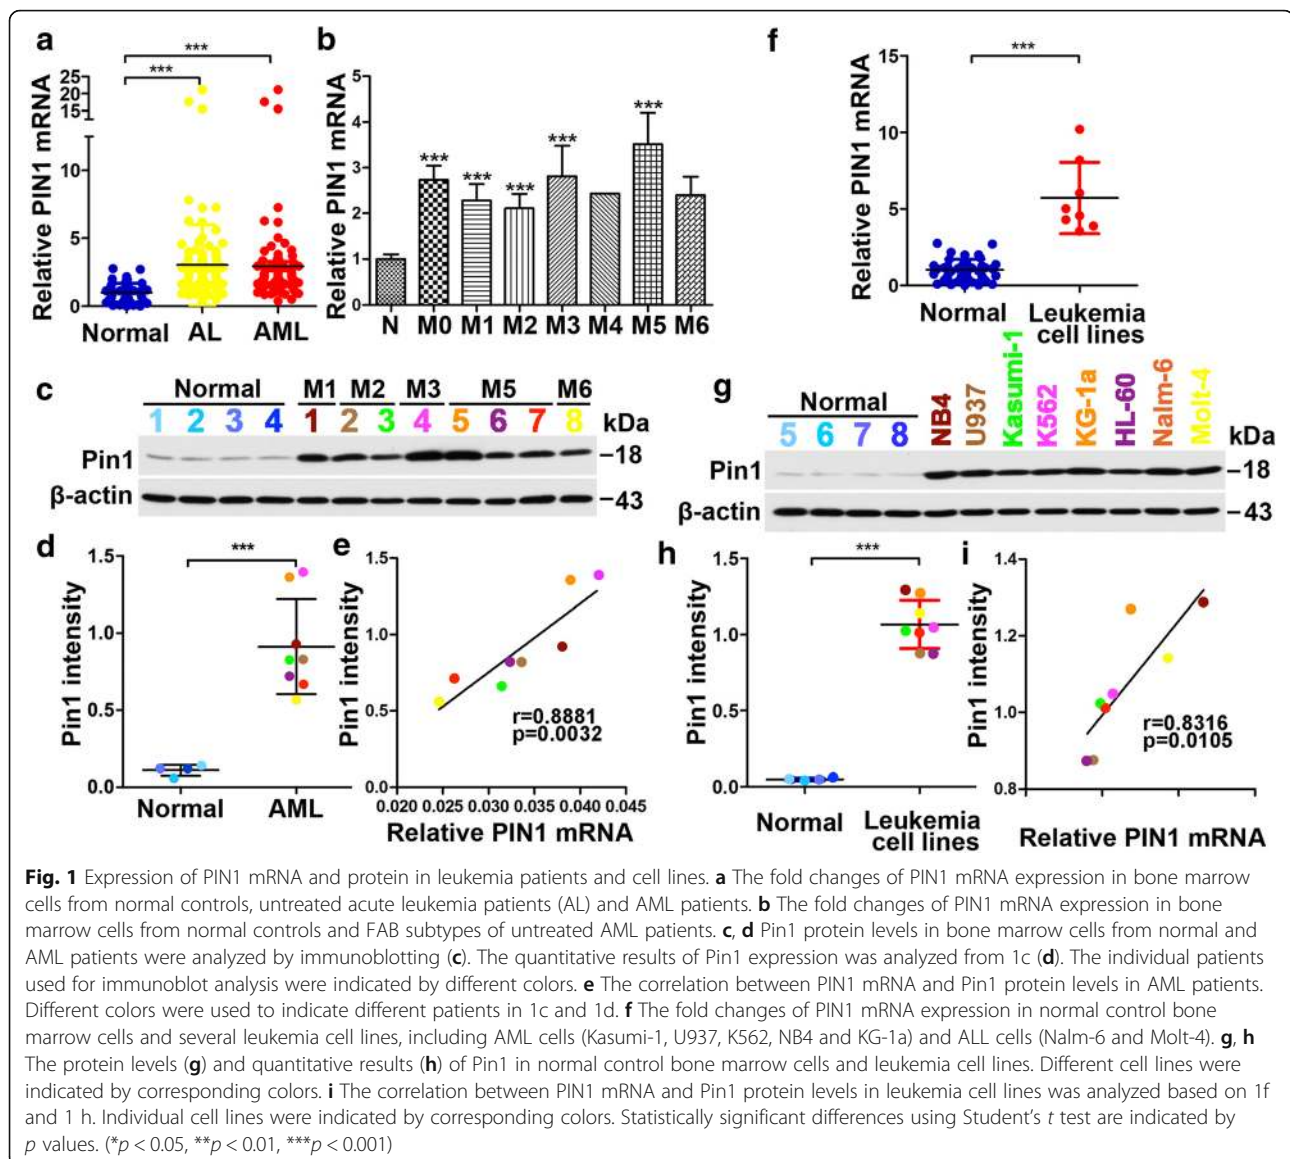 a
***
***
Relative PIN1 mRNA
25
20
15
10
5
0
Normal AL AML
b
Relative PIN1 mRNA
5
4
3
2
1
0
***
***
***
***
***
N M0 M1 M2 M3 M4 M5 M6
f
***
Relative PIN1 mRNA
15
10
5
0
Normal Leukemia
cell lines
c
Normal M1 M2 M3 M5 M6
1 2 3 4 1 2 3 4 5 6 7 8 kDa
Pin1 –18
β-actin –43
g
Normal
5 6 7 8 NB4 U937 Kasumi-1 K562 KG-1a HL-60 Nalm-6 Molt-4 kDa
Pin1 –18
β-actin –43
d
***
Pin1 intensity
1.5
1.0
0.5
0.0
Normal AML
e
Pin1 intensity
1.5
1.0
0.5
0.0
r=0.8881
p=0.0032
0.020 0.025 0.030 0.035 0.040 0.045
Relative PIN1 mRNA
h
***
Pin1 intensity
1.5
1.0
0.5
0.0
Normal Leukemia
cell lines
i
Pin1 intensity
1.4
1.2
1.0
0.8
r=0.8316
p=0.0105
Relative PIN1 mRNA
Fig. 1 Expression of PIN1 mRNA and protein in leukemia patients and cell lines. a The fold changes of PIN1 mRNA expression in bone marrow
cells from normal controls, untreated acute leukemia patients (AL) and AML patients. b The fold changes of PIN1 mRNA expression in bone
marrow cells from normal controls and FAB subtypes of untreated AML patients. c, d Pin1 protein levels in bone marrow cells from normal and
AML patients were analyzed by immunoblotting (c). The quantitative results of Pin1 expression was analyzed from 1c (d). The individual patients
used for immunoblot analysis were indicated by different colors. e The correlation between PIN1 mRNA and Pin1 protein levels in AML patients.
Different colors were used to indicate different patients in 1c and 1d. f The fold changes of PIN1 mRNA expression in normal control bone
marrow cells and several leukemia cell lines, including AML cells (Kasumi-1, U937, K562, NB4 and KG-1a) and ALL cells (Nalm-6 and Molt-4). g, h
The protein levels (g) and quantitative results (h) of Pin1 in normal control bone marrow cells and leukemia cell lines. Different cell lines were
indicated by corresponding colors. i The correlation between PIN1 mRNA and Pin1 protein levels in leukemia cell lines was analyzed based on 1f
and 1 h. Individual cell lines were indicated by corresponding colors. Statistically significant differences using Student's t test are indicated by
p values. (*p < 0.05, **p < 0.01, ***p < 0.001)